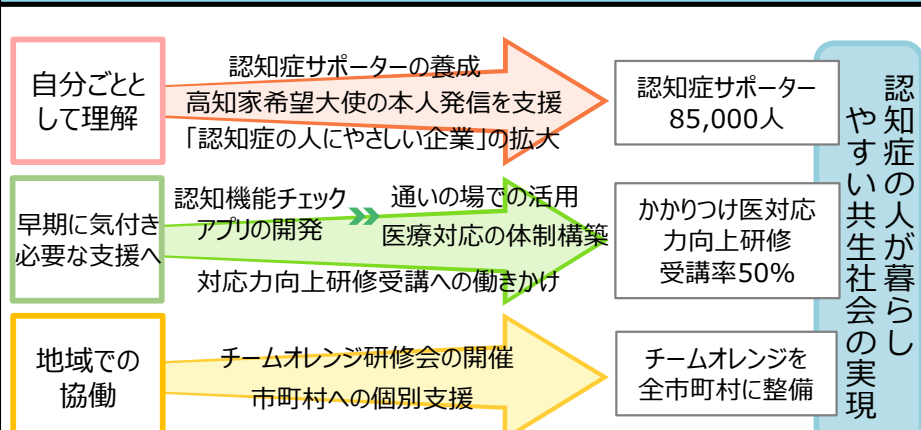 自分ごとと
して理解
認知症サポーターの養成
高知家希望大使の本人発信を支援
「認知症の人にやさしい企業」の拡大
認知症サポーター
85,000人
早期に気付き
必要な支援へ
認知機能チェック
アプリの開発
通いの場での活用
医療対応の体制構築
対応力向上研修受講への働きかけ
かかりつけ医対応
力向上研修
受講率50%
地域での
協働
チームオレンジ研修会の開催
市町村への個別支援
チームオレンジを
全市町村に整備
認知症の人が暮らし
やすい共生社会の実現